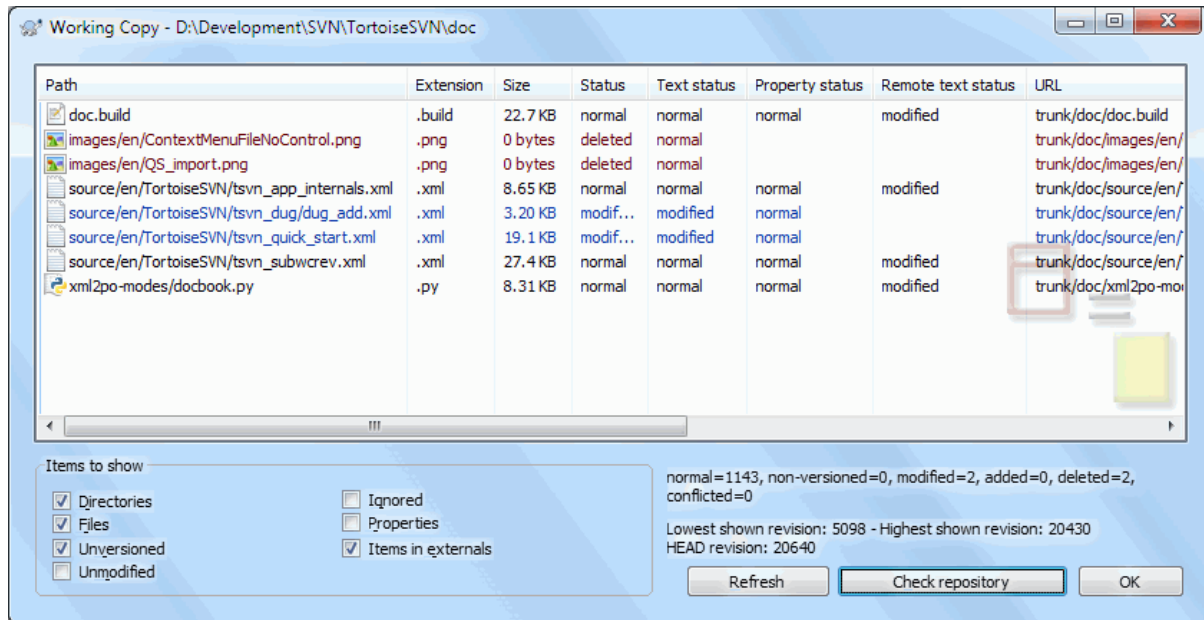 Working Copy - D:\Development\SVN\TortoiseSVN\doc
Path Extension Size Status Text status Property status Remote text status URL
doc.build .build 22.7 KB normal normal normal modified trunk/doc/doc.build
images/en/ContextMenuFileNoControl.png .png 0 bytes deleted normal trunk/doc/images/en/
images/en/QS_import.png .png 0 bytes deleted normal trunk/doc/images/en/
source/en/TortoiseSVN/tsvn_app_internals.xml .xml 8.65 KB normal normal normal modified trunk/doc/source/en/
source/en/TortoiseSVN/tsvn_dug/dug_add.xml .xml 3.20 KB modif... modified normal trunk/doc/source/en/
source/en/TortoiseSVN/tsvn_quick_start.xml .xml 19.1 KB modif... modified normal trunk/doc/source/en/
source/en/TortoiseSVN/tsvn_subwcrev.xml .xml 27.4 KB normal normal normal modified trunk/doc/source/en/
xml2po-modes/docbook.py .py 8.31 KB normal normal normal modified trunk/doc/xml2po-mo
Items to show
Directories Ignored
Files Properties
Unversioned Items in externals
Unmodified
normal=1143, non-versioned=0, modified=2, added=0, deleted=2,
conflicted=0
Lowest shown revision: 5098 - Highest shown revision: 20430
HEAD revision: 20640
Refresh Check repository OK